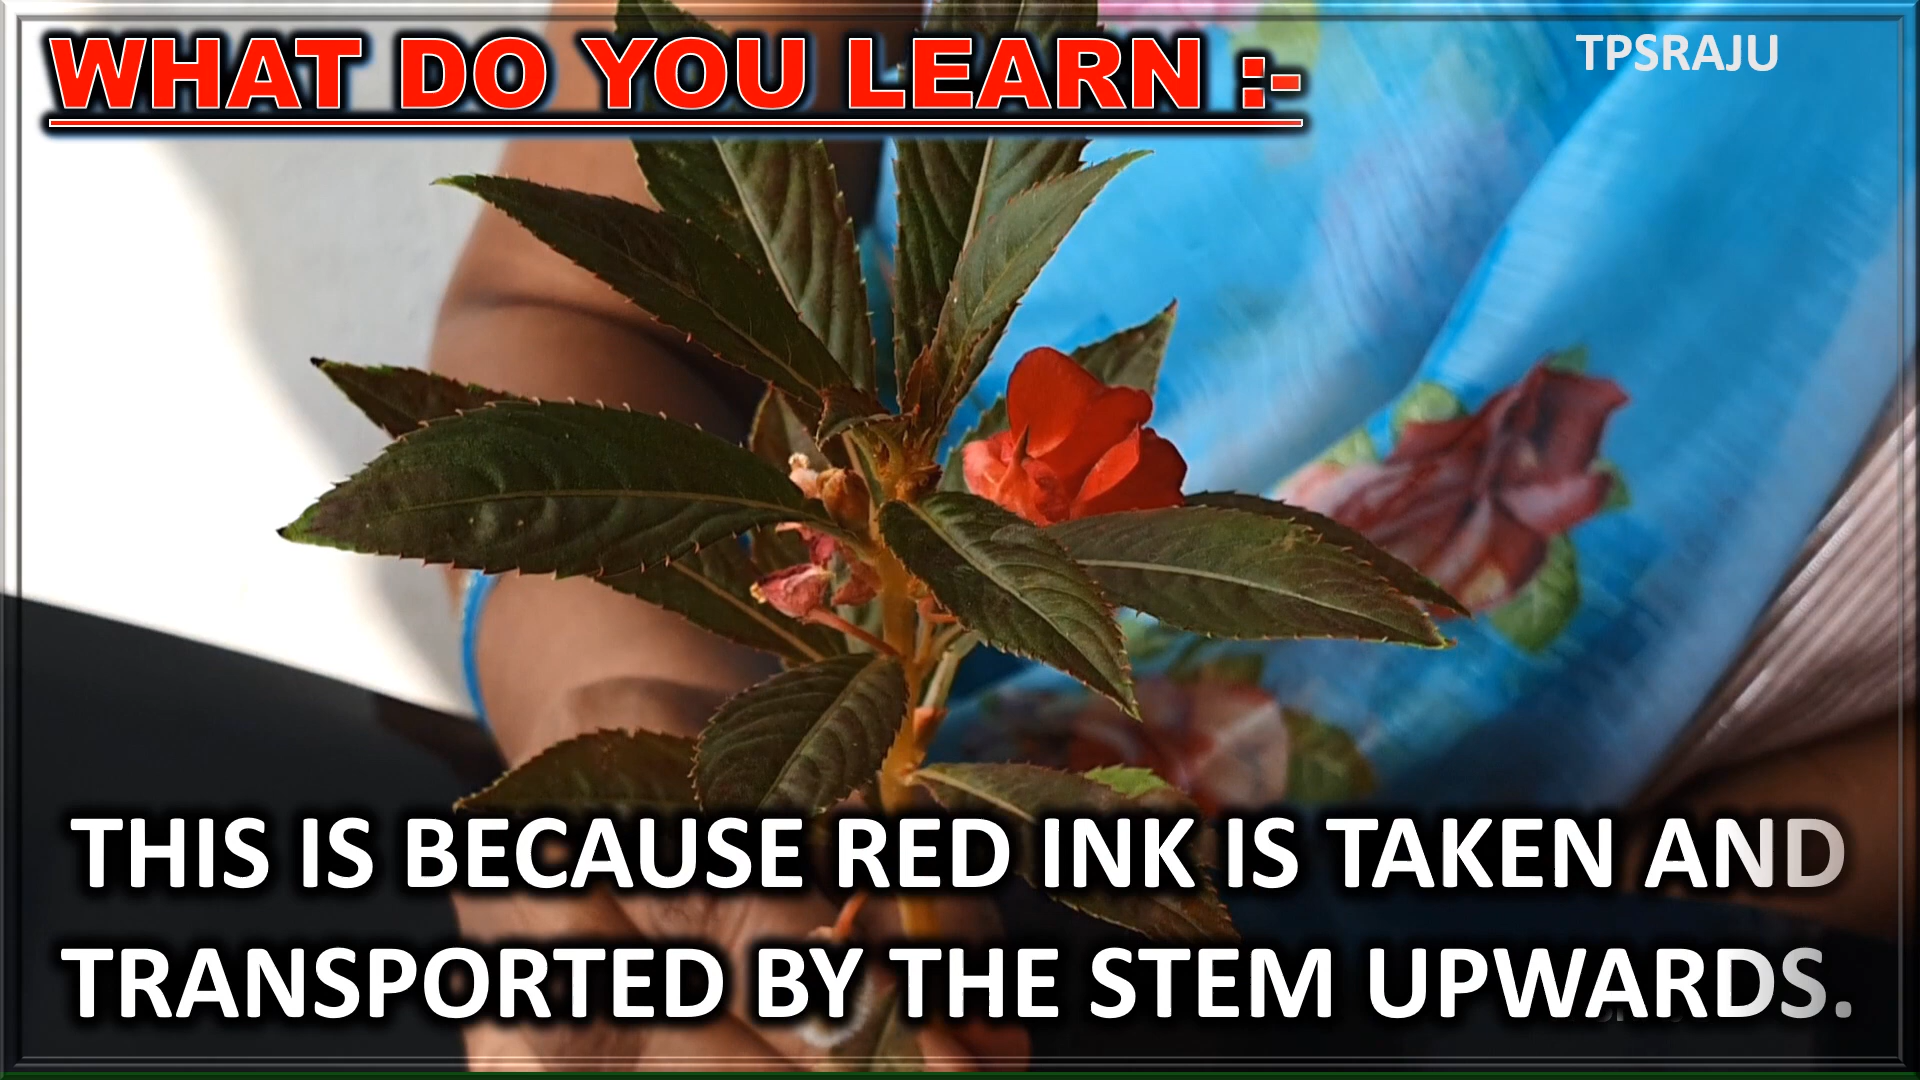 WHAT DO YOU LEARN :-
TPSRAJU
THIS IS BECAUSE RED INK IS TAKEN AND
TRANSPORTED BY THE STEM UPWARDS.